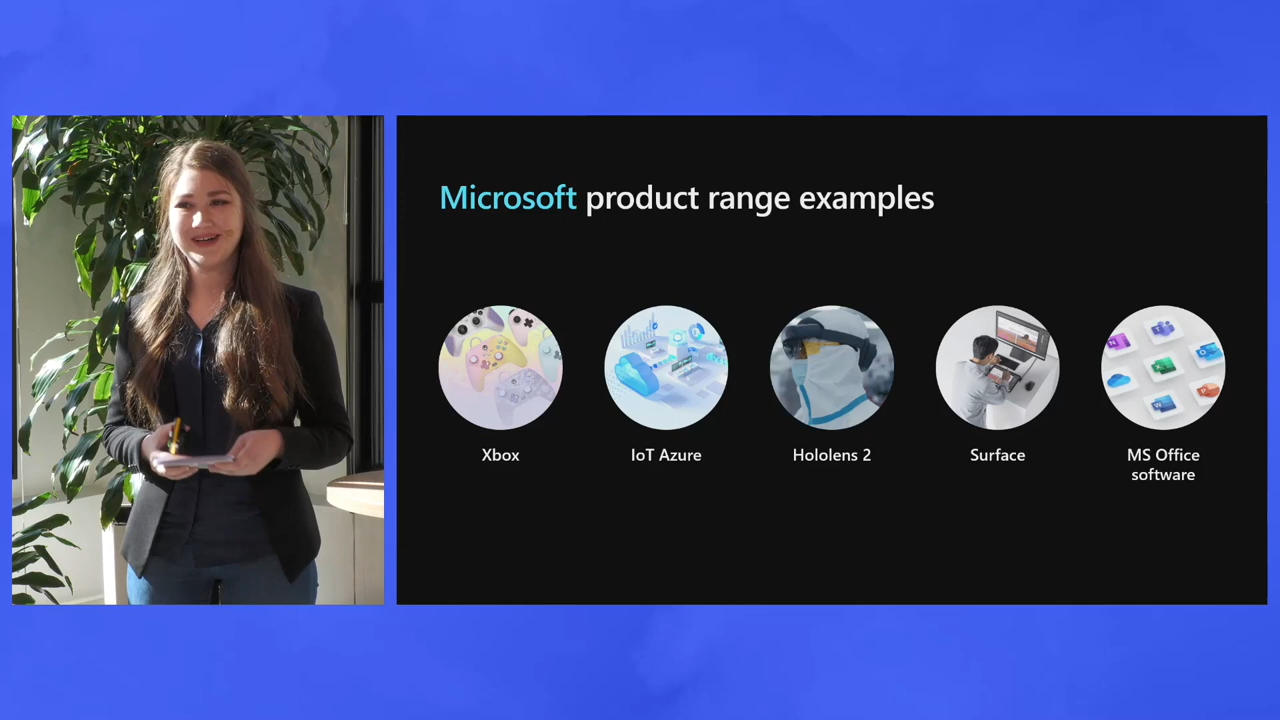 Microsoft product range examples
Xbox
IoT Azure
Hololens 2
Surface
MS Office
software